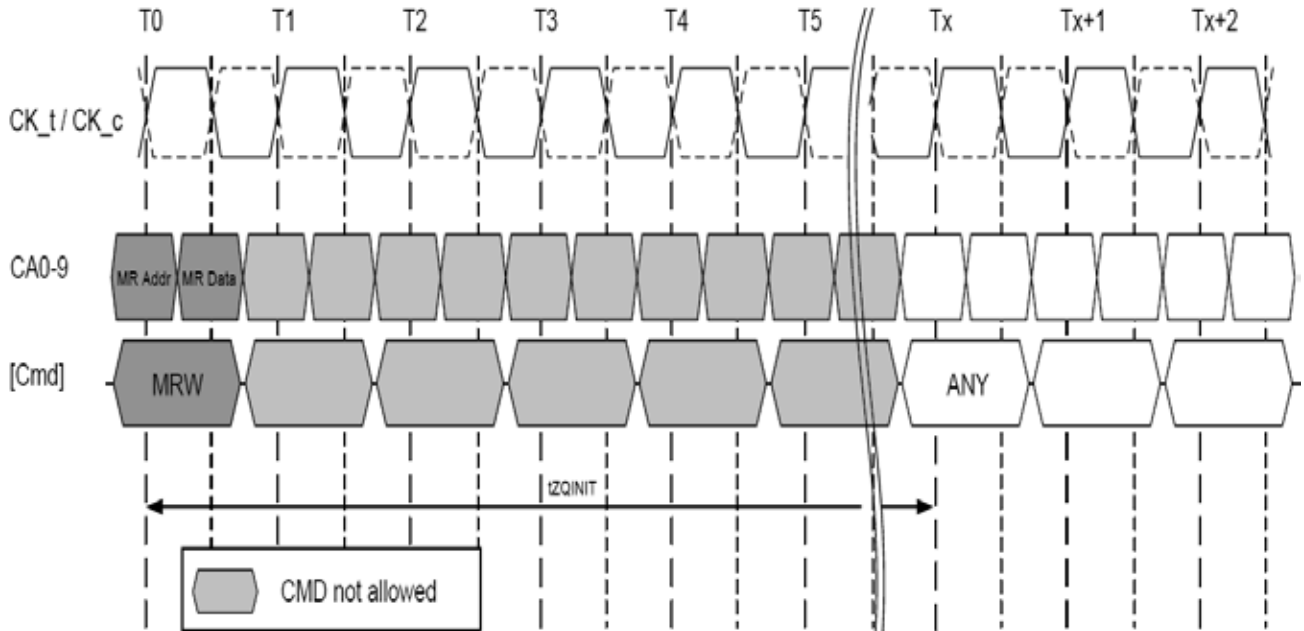 T0 T1 T2 T3 T4 T5 Tx Tx+1 Tx+2
CK_t / CK_c
CA0-9 MR Addr MR Data
[Cmd] MRW ANY
tZQINIT
CMD not allowed